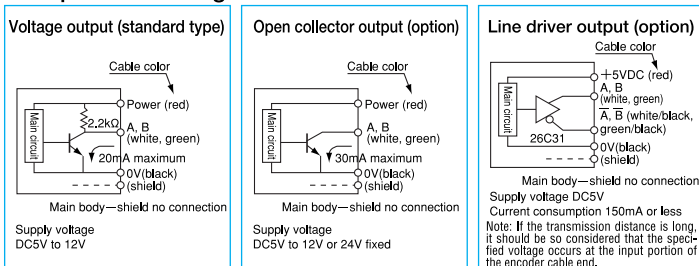 Voltage output (standard type)
Cable color
Main circuit
Power (red)
2.2kΩ
A, B
(white, green)
20mA maximum
0V(black)
(shield)
Main body—shield no connection
Supply voltage
DC5V to 12V
Open collector output (option)
Cable color
Main circuit
Power (red)
A, B
(white, green)
30mA maximum
0V(black)
(shield)
Main body—shield no connection
Supply voltage
DC5V to 12V or 24V fixed
Line driver output (option)
Cable color
Main circuit
+5VDC (red)
A, B
(white, green)
A̅, B̅ (white/black,
green/black)
26C31
0V(black)
(shield)
Main body—shield no connection
Supply voltage DC5V
Current consumption 150mA or less
Note: If the transmission distance is long,
it should be so considered that the speci-
fied voltage occurs at the input portion of
the encoder cable end.